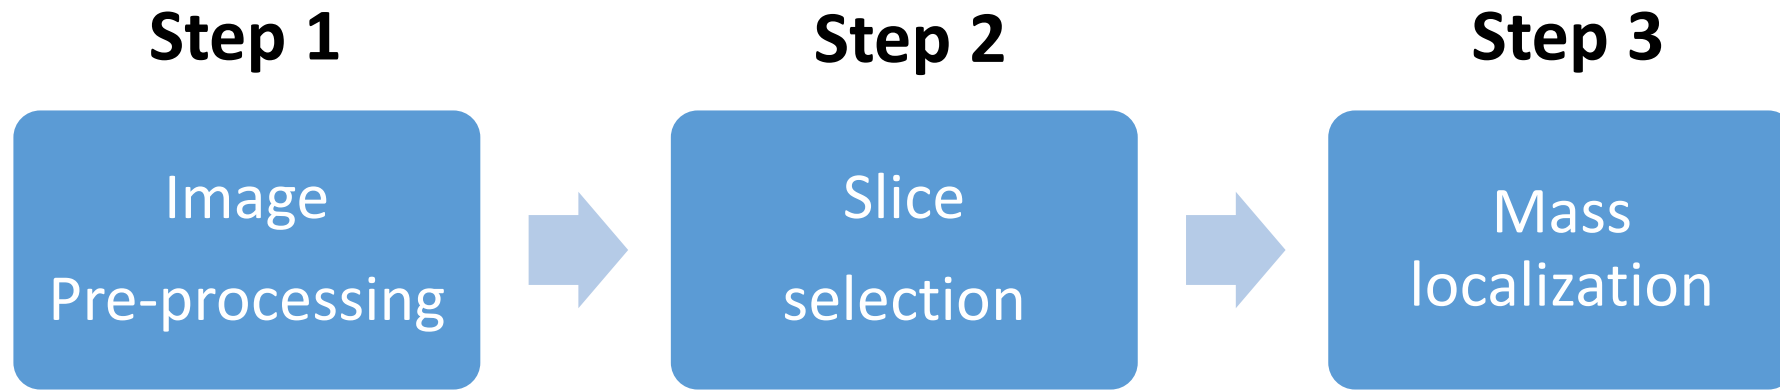 Step 1
Image
Pre-processing
Step 2
Slice
selection
Step 3
Mass
localization